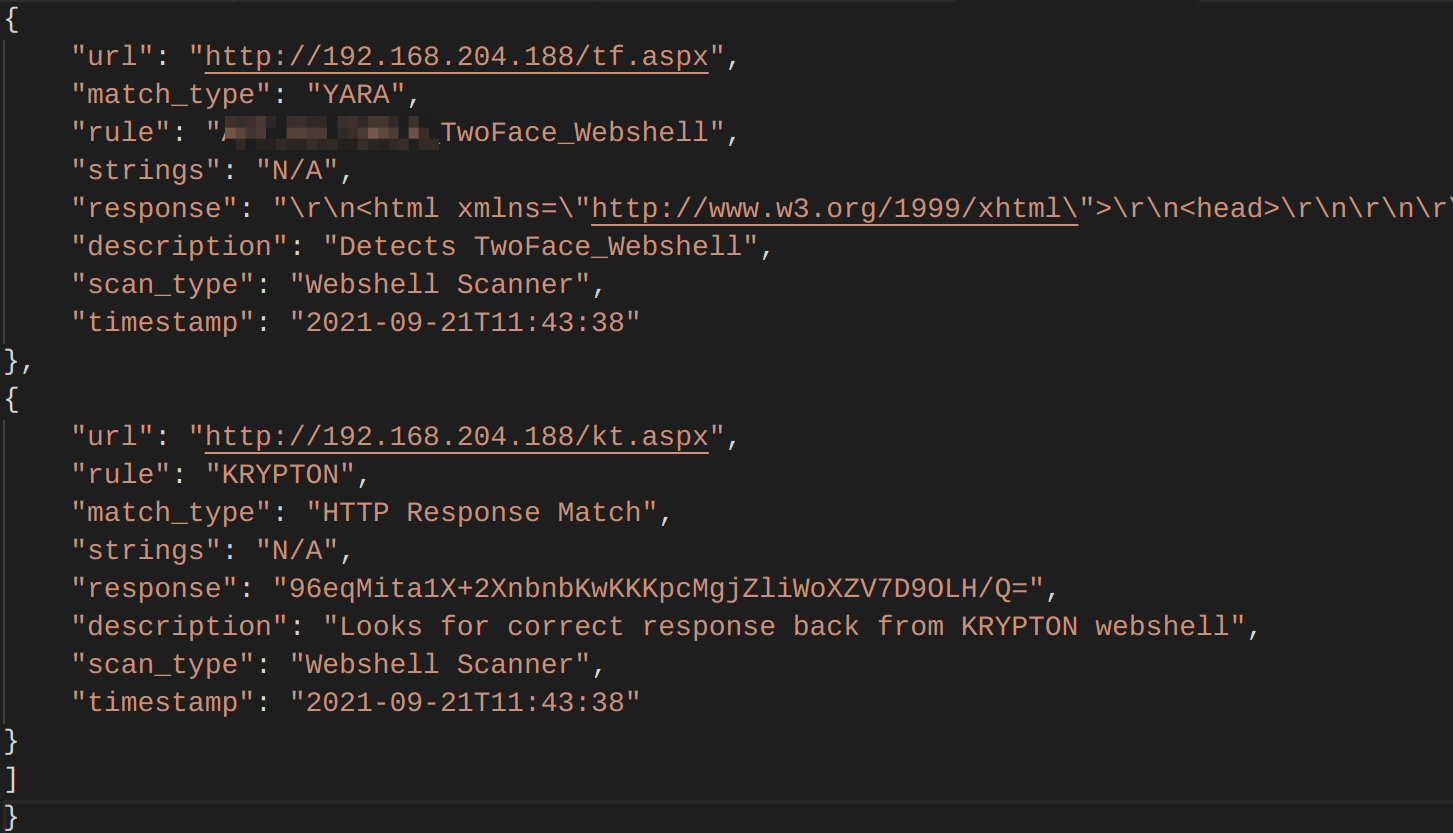 {
"url": "http://192.168.204.188/tf.aspx",
"match_type": "YARA",
"rule": "TwoFace_Webshell",
"strings": "N/A",
"response": "\r\n<html xmlns=\"http://www.w3.org/1999/xhtml\">\r\n<head>\r\n\r\n\r\
"description": "Detects TwoFace_Webshell",
"scan_type": "Webshell Scanner",
"timestamp": "2021-09-21T11:43:38"
},
{
"url": "http://192.168.204.188/kt.aspx",
"rule": "KRYPTON",
"match_type": "HTTP Response Match",
"strings": "N/A",
"response": "96eqMita1X+2XnbnbKwKKKpcMgjZliWoXZV7D9OLH/Q=",
"description": "Looks for correct response back from KRYPTON webshell",
"scan_type": "Webshell Scanner",
"timestamp": "2021-09-21T11:43:38"
}
]
}